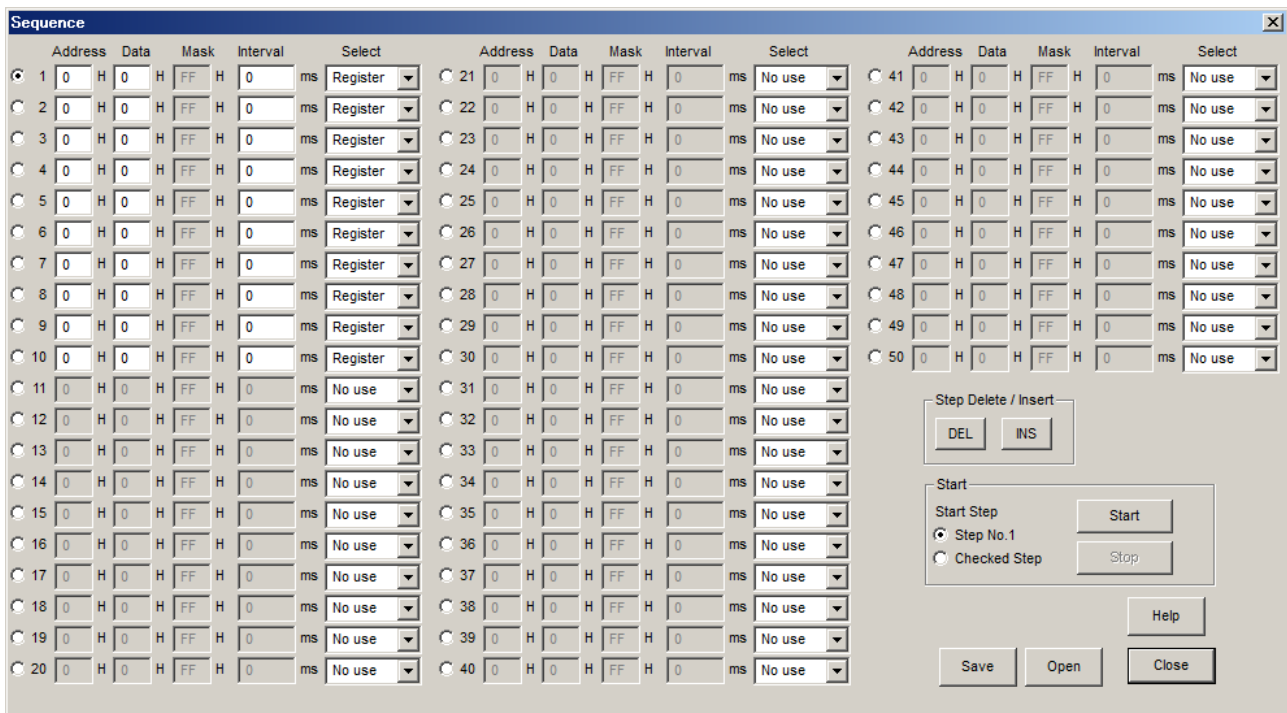 Sequence
Address Data Mask Interval Select Address Data Mask Interval Select Address Data Mask Interval Select
1 0 H 0 H FF H 0 ms Register 21 0 H 0 H FF H 0 ms No use 41 0 H 0 H FF H 0 ms No use
2 0 H 0 H FF H 0 ms Register 22 0 H 0 H FF H 0 ms No use 42 0 H 0 H FF H 0 ms No use
3 0 H 0 H FF H 0 ms Register 23 0 H 0 H FF H 0 ms No use 43 0 H 0 H FF H 0 ms No use
4 0 H 0 H FF H 0 ms Register 24 0 H 0 H FF H 0 ms No use 44 0 H 0 H FF H 0 ms No use
5 0 H 0 H FF H 0 ms Register 25 0 H 0 H FF H 0 ms No use 45 0 H 0 H FF H 0 ms No use
6 0 H 0 H FF H 0 ms Register 26 0 H 0 H FF H 0 ms No use 46 0 H 0 H FF H 0 ms No use
7 0 H 0 H FF H 0 ms Register 27 0 H 0 H FF H 0 ms No use 47 0 H 0 H FF H 0 ms No use
8 0 H 0 H FF H 0 ms Register 28 0 H 0 H FF H 0 ms No use 48 0 H 0 H FF H 0 ms No use
9 0 H 0 H FF H 0 ms Register 29 0 H 0 H FF H 0 ms No use 49 0 H 0 H FF H 0 ms No use
10 0 H 0 H FF H 0 ms Register 30 0 H 0 H FF H 0 ms No use 50 0 H 0 H FF H 0 ms No use
11 0 H 0 H FF H 0 ms No use 31 0 H 0 H FF H 0 ms No use
12 0 H 0 H FF H 0 ms No use 32 0 H 0 H FF H 0 ms No use
13 0 H 0 H FF H 0 ms No use 33 0 H 0 H FF H 0 ms No use
14 0 H 0 H FF H 0 ms No use 34 0 H 0 H FF H 0 ms No use
15 0 H 0 H FF H 0 ms No use 35 0 H 0 H FF H 0 ms No use
16 0 H 0 H FF H 0 ms No use 36 0 H 0 H FF H 0 ms No use
17 0 H 0 H FF H 0 ms No use 37 0 H 0 H FF H 0 ms No use
18 0 H 0 H FF H 0 ms No use 38 0 H 0 H FF H 0 ms No use
19 0 H 0 H FF H 0 ms No use 39 0 H 0 H FF H 0 ms No use
20 0 H 0 H FF H 0 ms No use 40 0 H 0 H FF H 0 ms No use
Step Delete / Insert
DEL INS
Start
Start Step
Start
Step No.1
Checked Step
Stop
Help
Save Open Close